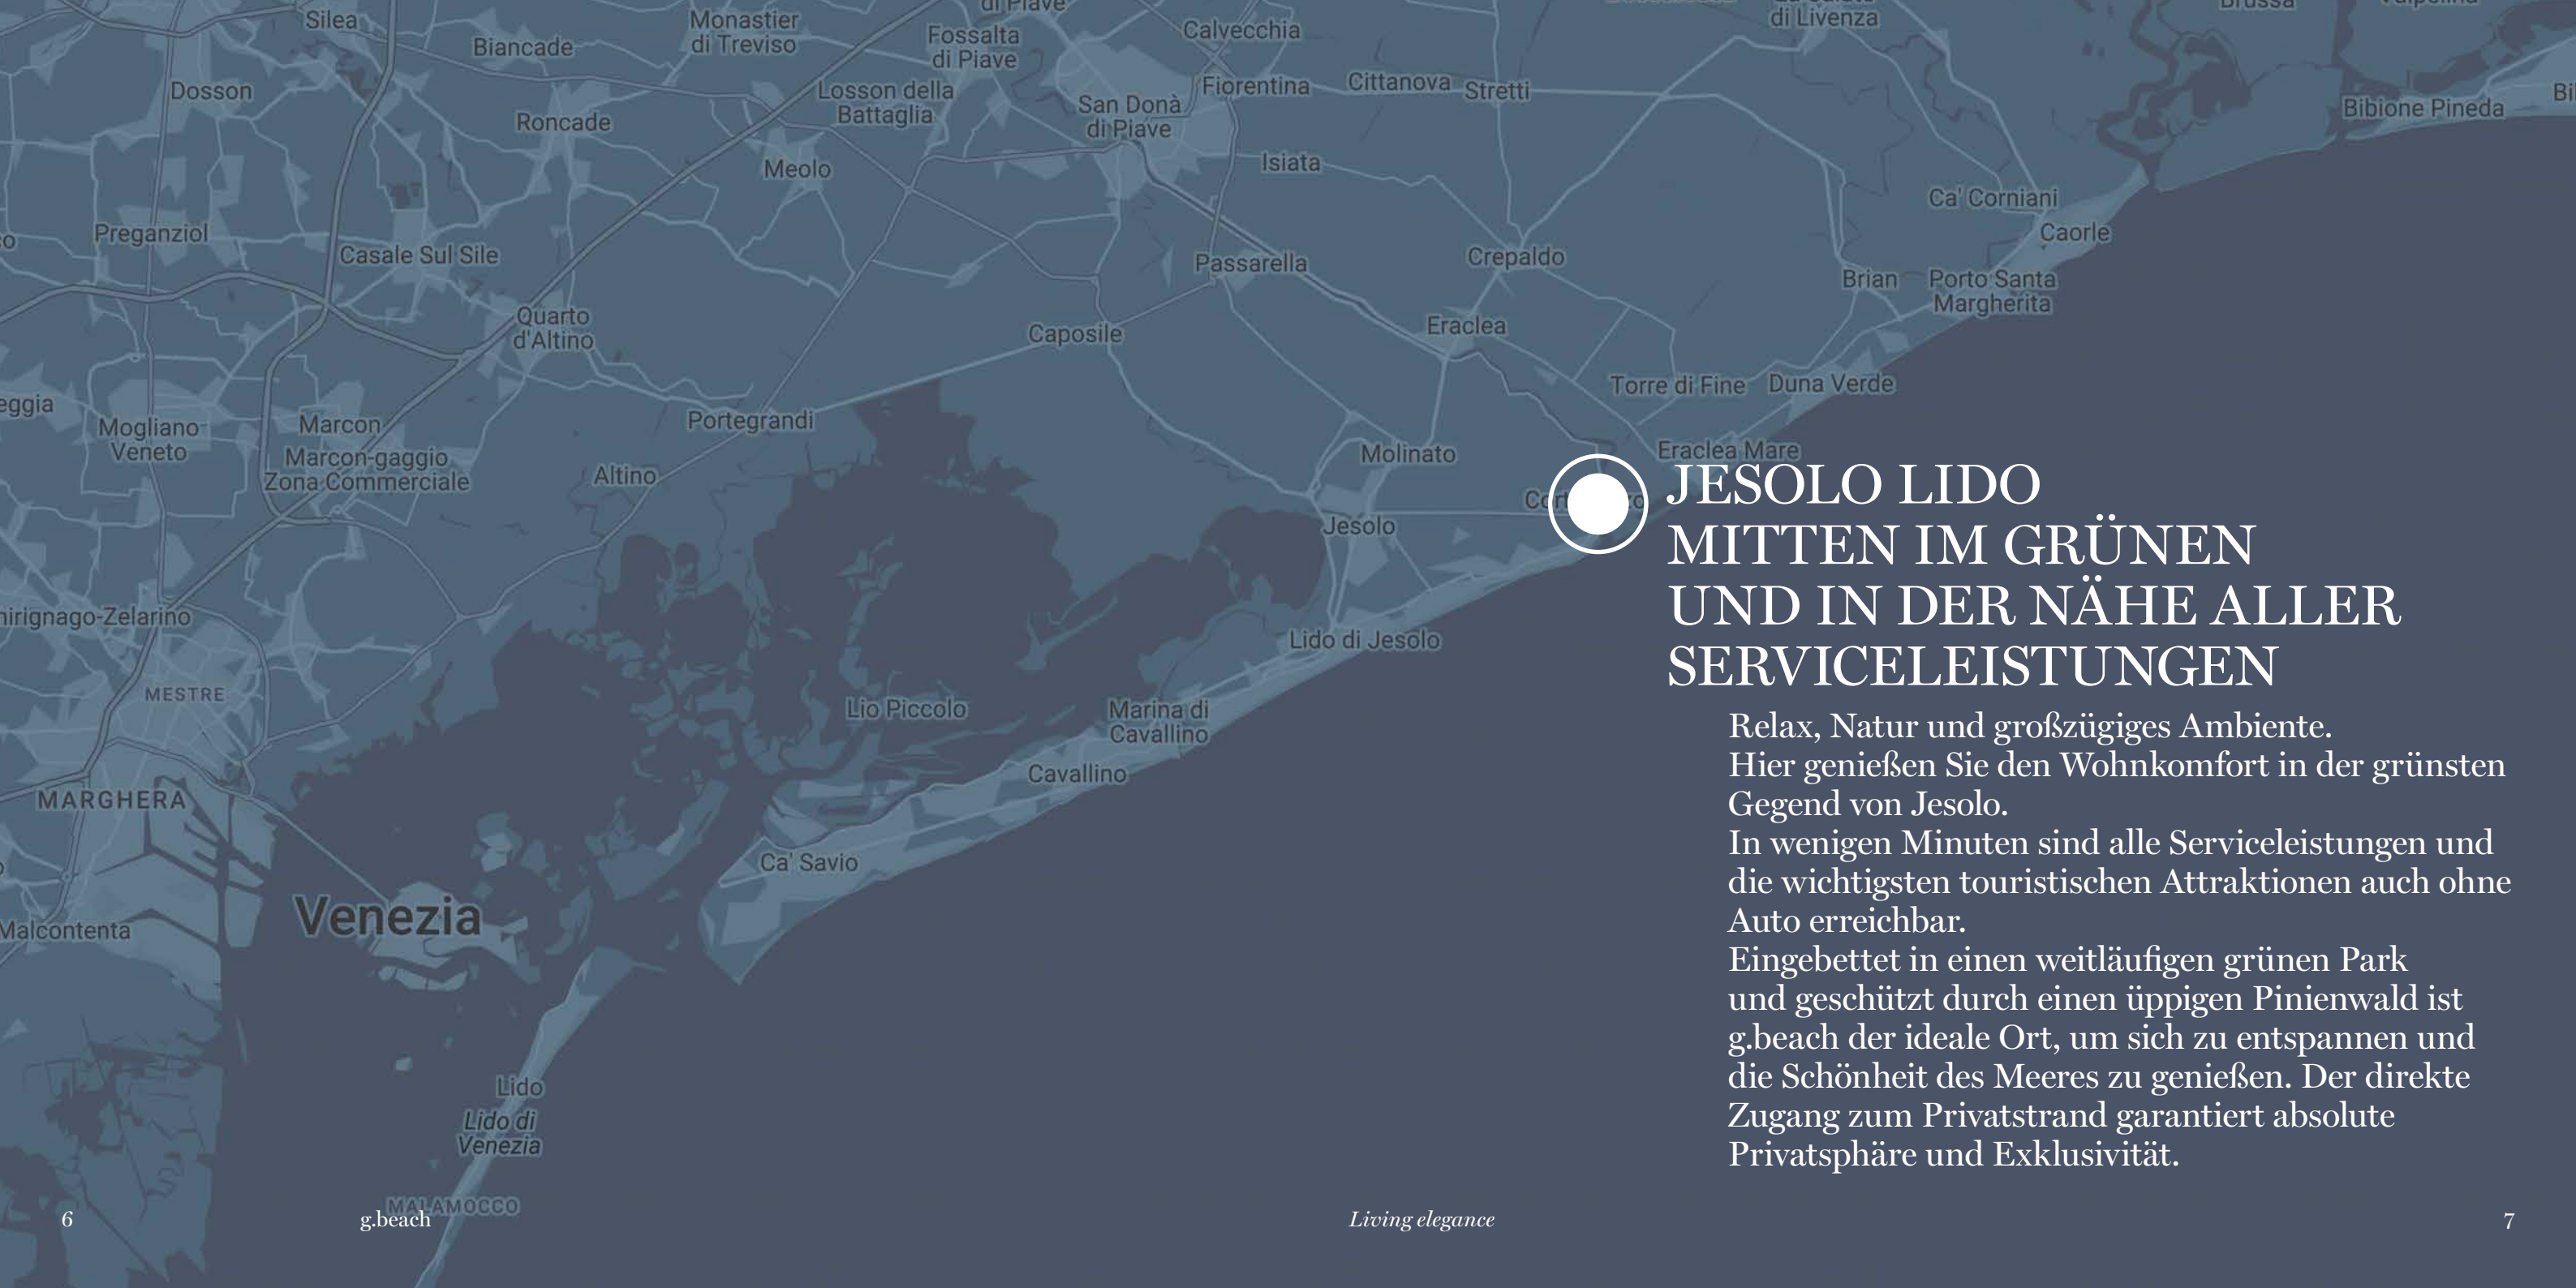 Silea
Biancade
Monastier
di Treviso
di Piave
Fossalta
di Piave
Calvecchia
di Livenza
Dosson
Roncade
Losson della
Battaglia
San Donà
di Piave
Fiorentina
Cittanova
Stretti
Bibione Pineda
Meolo
Isiata
Ca' Corniani
Caorle
Preganziol
Casale Sul Sile
Passarella
Crepaldo
Brian
Porto Santa
Margherita
Quarto
d'Altino
Caposile
Eraclea
Torre di Fine
Duna Verde
Mogliano
Veneto
Marcon
Marcon-gaggio
Zona Commerciale
Portegrandi
Altino
Molinato
Eraclea Mare
Jesolo
Lido di Jesolo
MESTRE
Lio Piccolo
Marina di
Cavallino
Cavallino
MARGHERA
Ca' Savio
Venezia
Malcontenta
Lido
Lido di
Venezia
MALAMOCCO
JESOLO LIDO
MITTEN IM GRÜNEN
UND IN DER NÄHE ALLER
SERVICELEISTUNGEN
Relax, Natur und großzügiges Ambiente.
Hier genießen Sie den Wohnkomfort in der grünsten
Gegend von Jesolo.
In wenigen Minuten sind alle Serviceleistungen und
die wichtigsten touristischen Attraktionen auch ohne
Auto erreichbar.
Eingebettet in einen weitläufigen grünen Park
und geschützt durch einen üppigen Pinienwald ist
g.beach der ideale Ort, um sich zu entspannen und
die Schönheit des Meeres zu genießen. Der direkte
Zugang zum Privatstrand garantiert absolute
Privatsphäre und Exklusivität.
6
g.beach
Living elegance
7